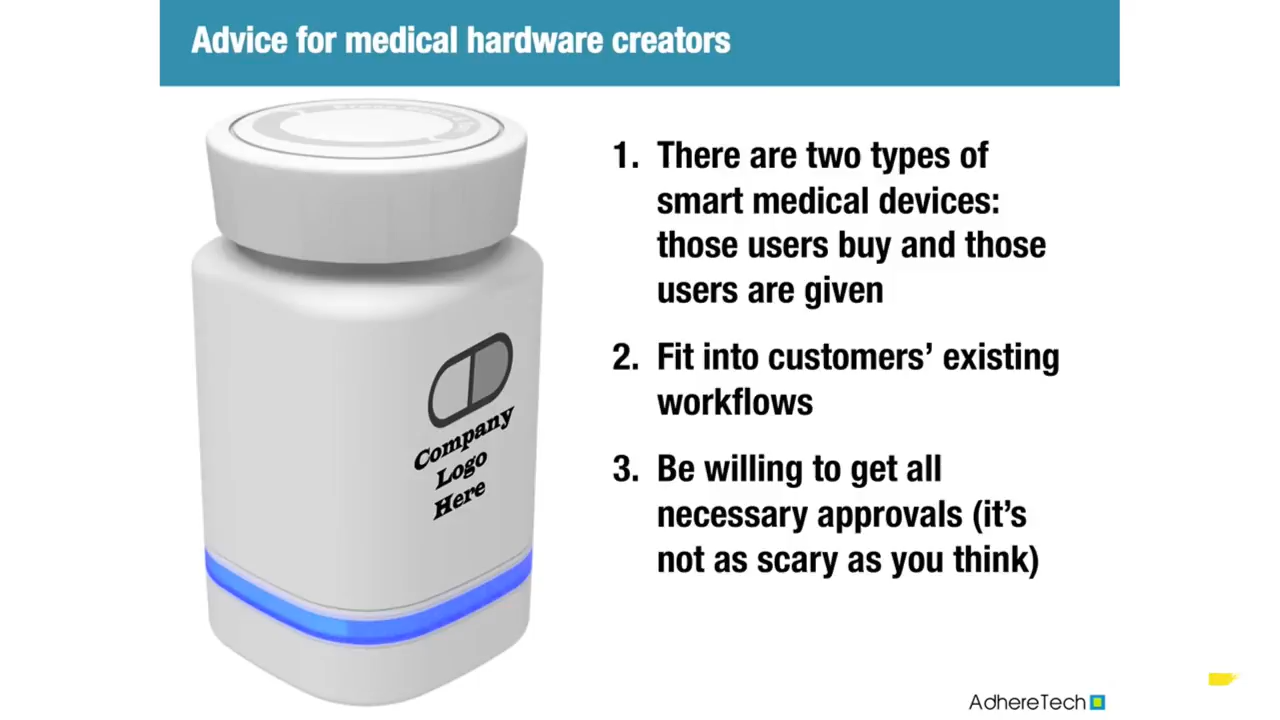 Advice for medical hardware creators
1. There are two types of
smart medical devices:
those users buy and those
users are given
2. Fit into customers’ existing
workflows
3. Be willing to get all
necessary approvals (it’s
not as scary as you think)
Company
Logo
Here
AdhereTech